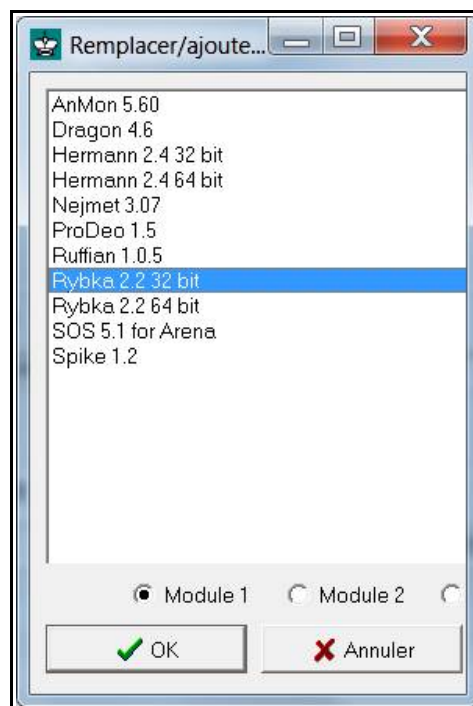 Remplacer/ajoute...
AnMon 5.60
Dragon 4.6
Hermann 2.4 32 bit
Hermann 2.4 64 bit
Nejmet 3.07
ProDeo 1.5
Ruffian 1.0.5
Rybka 2.2 32 bit
Rybka 2.2 64 bit
SOS 5.1 for Arena
Spike 1.2
Module 1 Module 2
OK Annuler